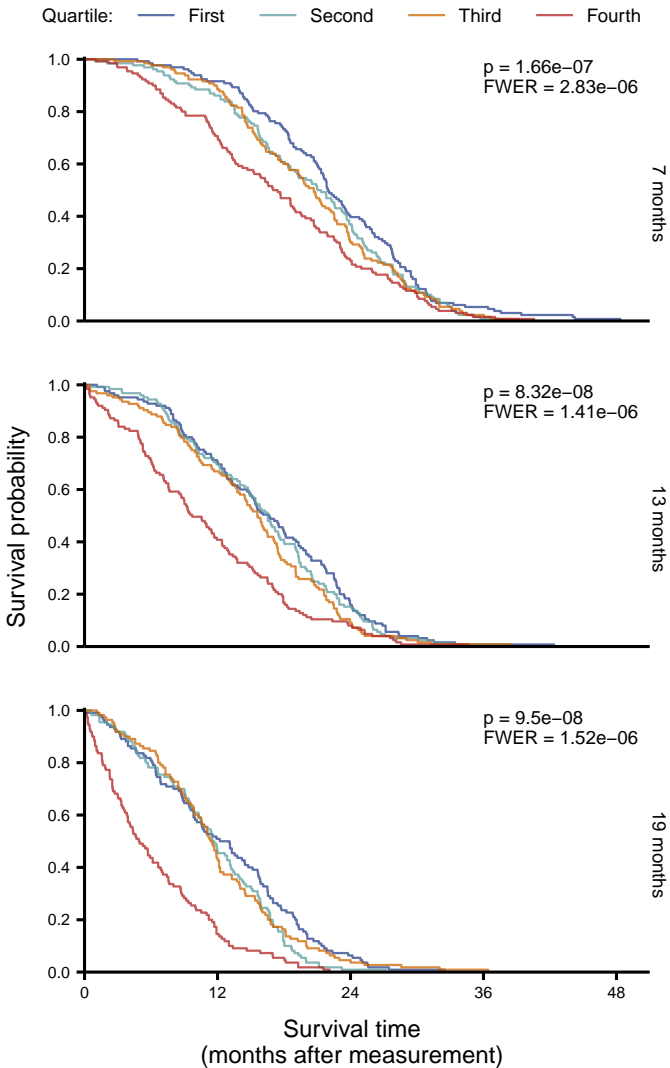 Quartile: First Second Third Fourth
1.0
0.8
0.6
0.4
0.2
0.0
p = 1.66e−07
FWER = 2.83e−06
7 months
1.0
0.8
0.6
0.4
0.2
0.0
p = 8.32e−08
FWER = 1.41e−06
13 months
Survival probability
1.0
0.8
0.6
0.4
0.2
0.0
p = 9.5e−08
FWER = 1.52e−06
19 months
0 12 24 36 48
Survival time
(months after measurement)